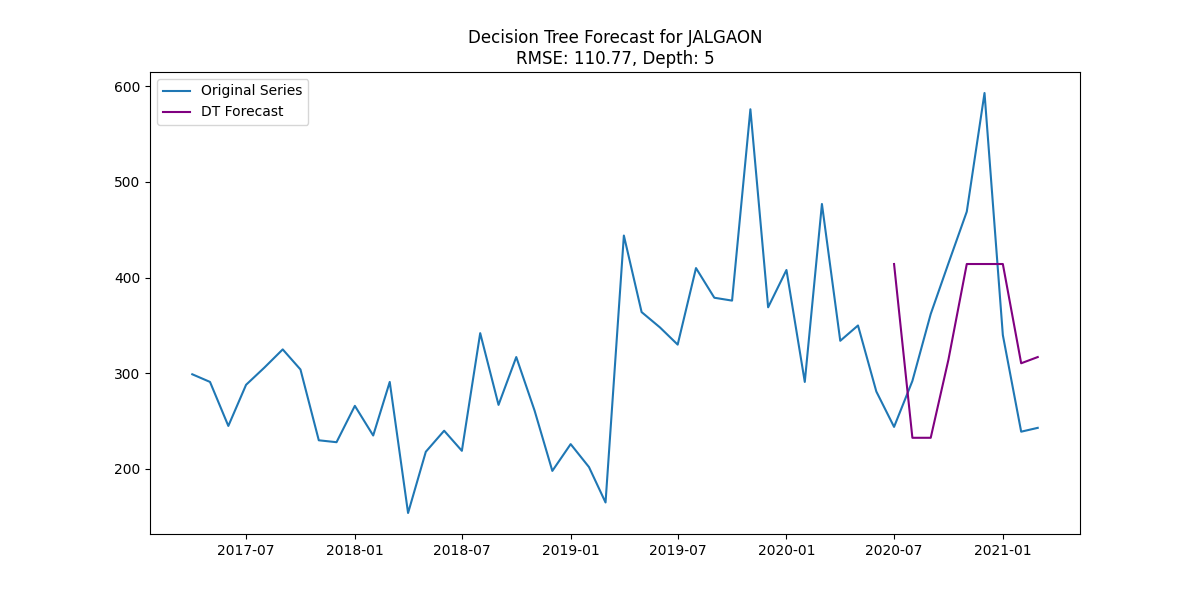 Decision Tree Forecast for JALGAON
RMSE: 110.77, Depth: 5
Original Series
DT Forecast
600
500
400
300
200
2017-07 2018-01 2018-07 2019-01 2019-07 2020-01 2020-07 2021-01